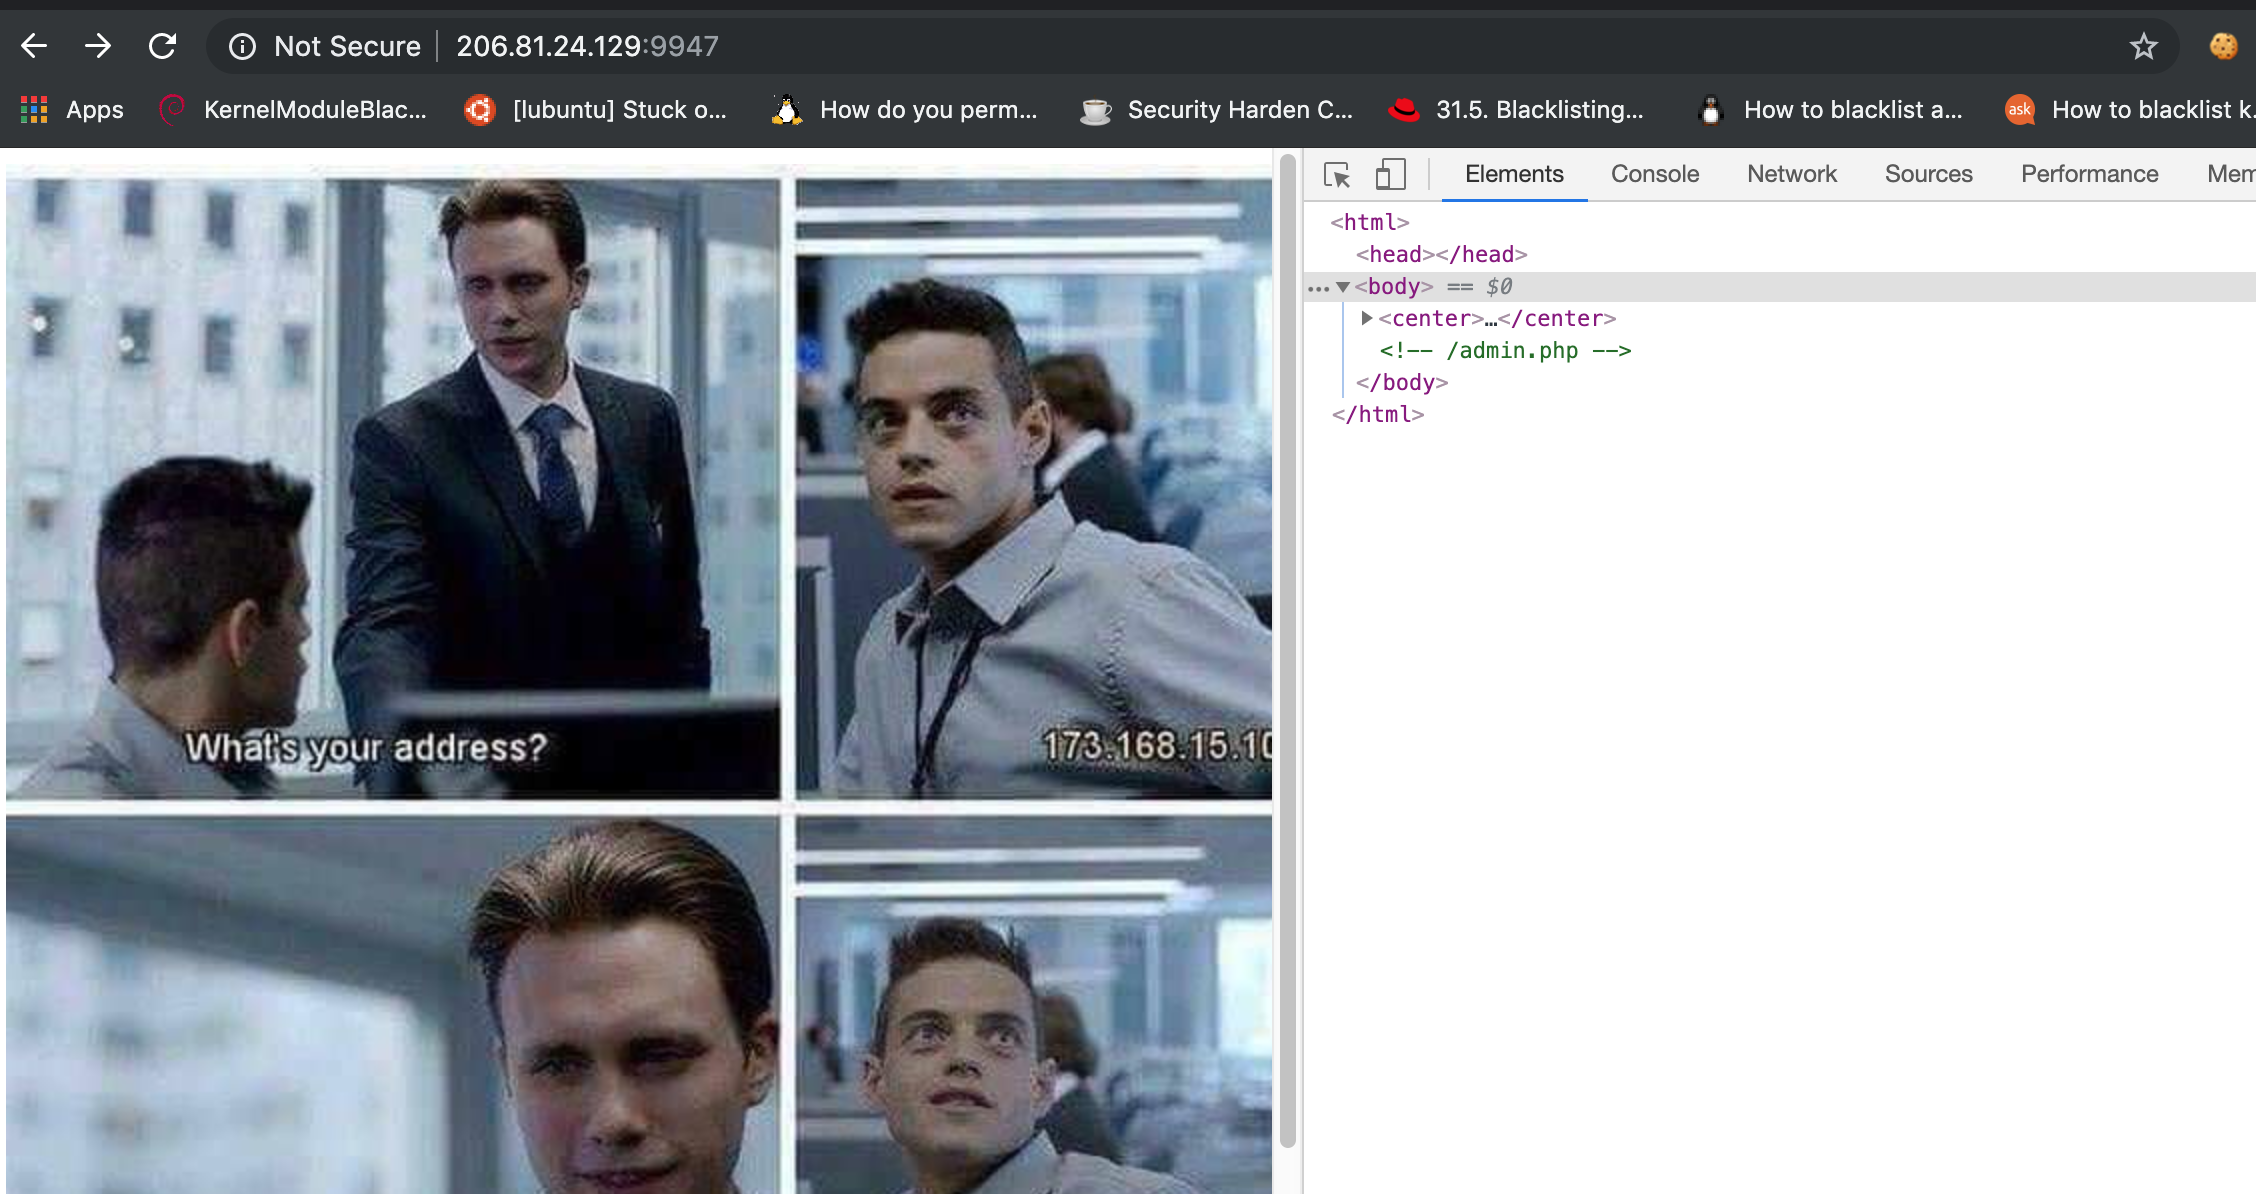 Not Secure 206.81.24.129:9947
Apps KernelModuleBlac... [lubuntu] Stuck o... How do you perm... Security Harden C... 31.5. Blacklisting... How to blacklist a... ask How to blacklist k.
Elements Console Network Sources Performance Mem
<html>
<head></head>
... <body> == $0
<center>…</center>
<!-- /admin.php -->
</body>
</html>
What's your address?
173.168.15.10